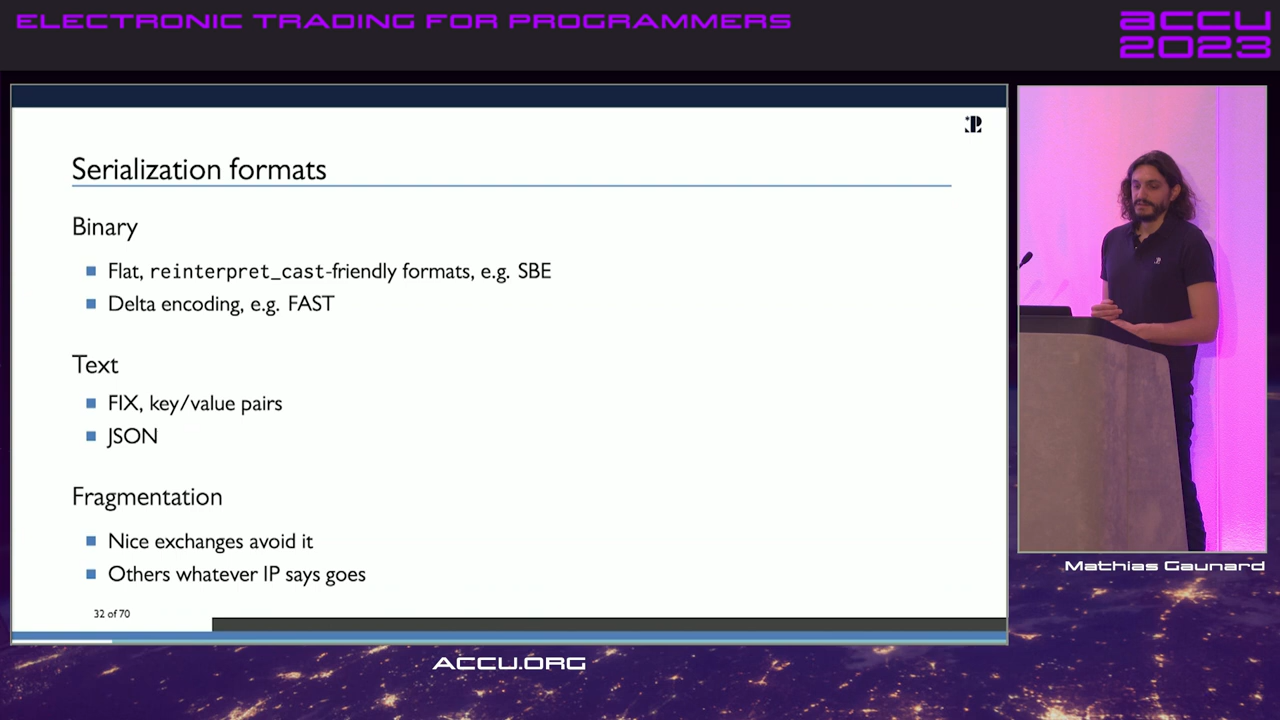 ELECTRONIC TRADING FOR PROGRAMMERS
accu
2023
Serialization formats
Binary
Flat, reinterpret_cast-friendly formats, e.g. SBE
Delta encoding, e.g. FAST
Text
FIX, key/value pairs
JSON
Fragmentation
Nice exchanges avoid it
Others whatever IP says goes
32 of 70
Mathias Gaunard
ACCU.ORG